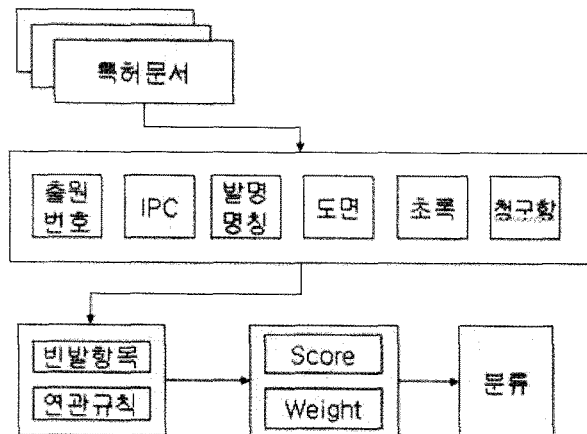 특허문서
출원
번호
IPC
발명
명칭
도면
초록
청구항
빈발항목
연관규칙
Score
Weight
분류